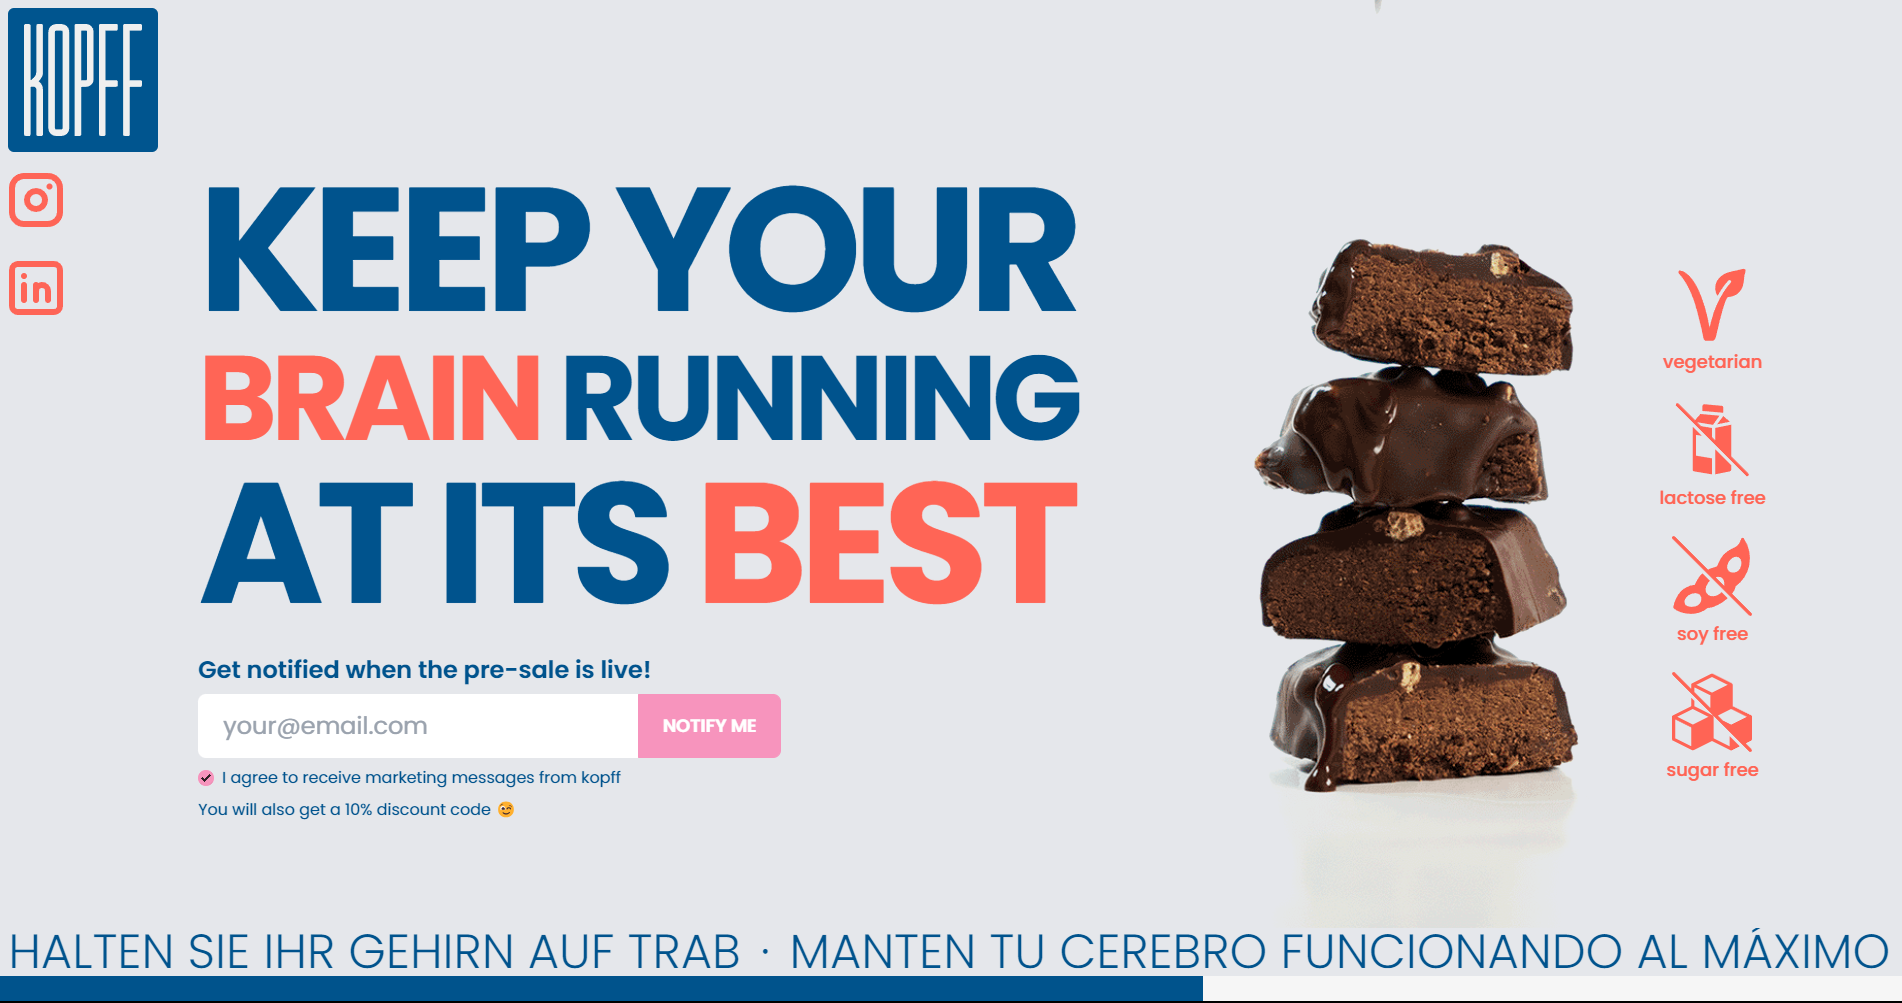 KOPFF
KEEP YOUR
BRAIN RUNNING
AT ITS BEST
Get notified when the pre-sale is live!
your@email.com
NOTIFY ME
I agree to receive marketing messages from kopff
You will also get a 10% discount code 😉
vegetarian
lactose free
soy free
sugar free
HALTEN SIE IHR GEHIRN AUF TRAB · MANTEN TU CEREBRO FUNCIONANDO AL MÁXIMO